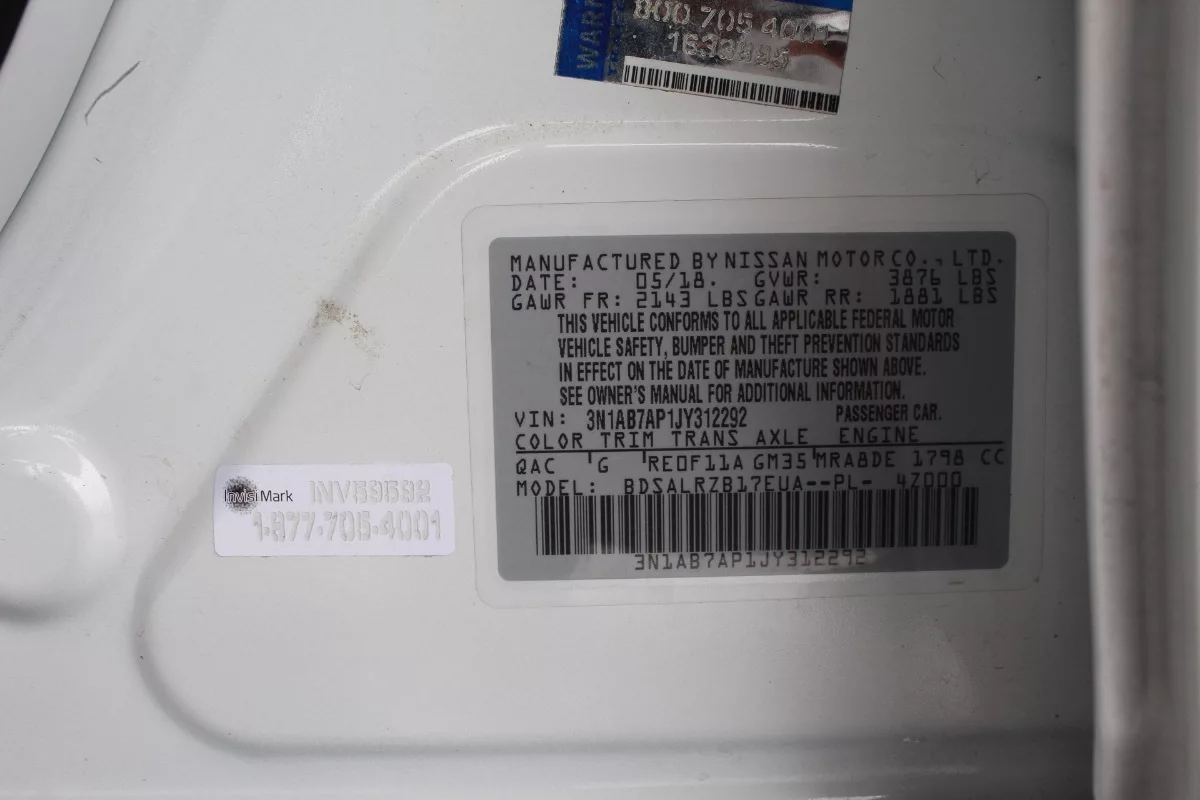 WARN
800 705 4001
MANUFACTURED BY NISSAN MOTOR CO., LTD.
DATE: 05/18. GVWR: 3876 LBS
GAWR FR: 2143 LBS GAWR RR: 1881 LBS
THIS VEHICLE CONFORMS TO ALL APPLICABLE FEDERAL MOTOR
VEHICLE SAFETY, BUMPER AND THEFT PREVENTION STANDARDS
IN EFFECT ON THE DATE OF MANUFACTURE SHOWN ABOVE.
SEE OWNER'S MANUAL FOR ADDITIONAL INFORMATION.
VIN: 3N1AB7AP1JY312292 PASSENGER CAR.
COLOR TRIM TRANS AXLE ENGINE
QAC G RE0F11A GM35 MRA8DE 1798 CC
MODEL: BDSALRZB17EUA--PL- 4Z000
3N1AB7AP1JY312292
InvisiMark INV59592
1-877-705-4001